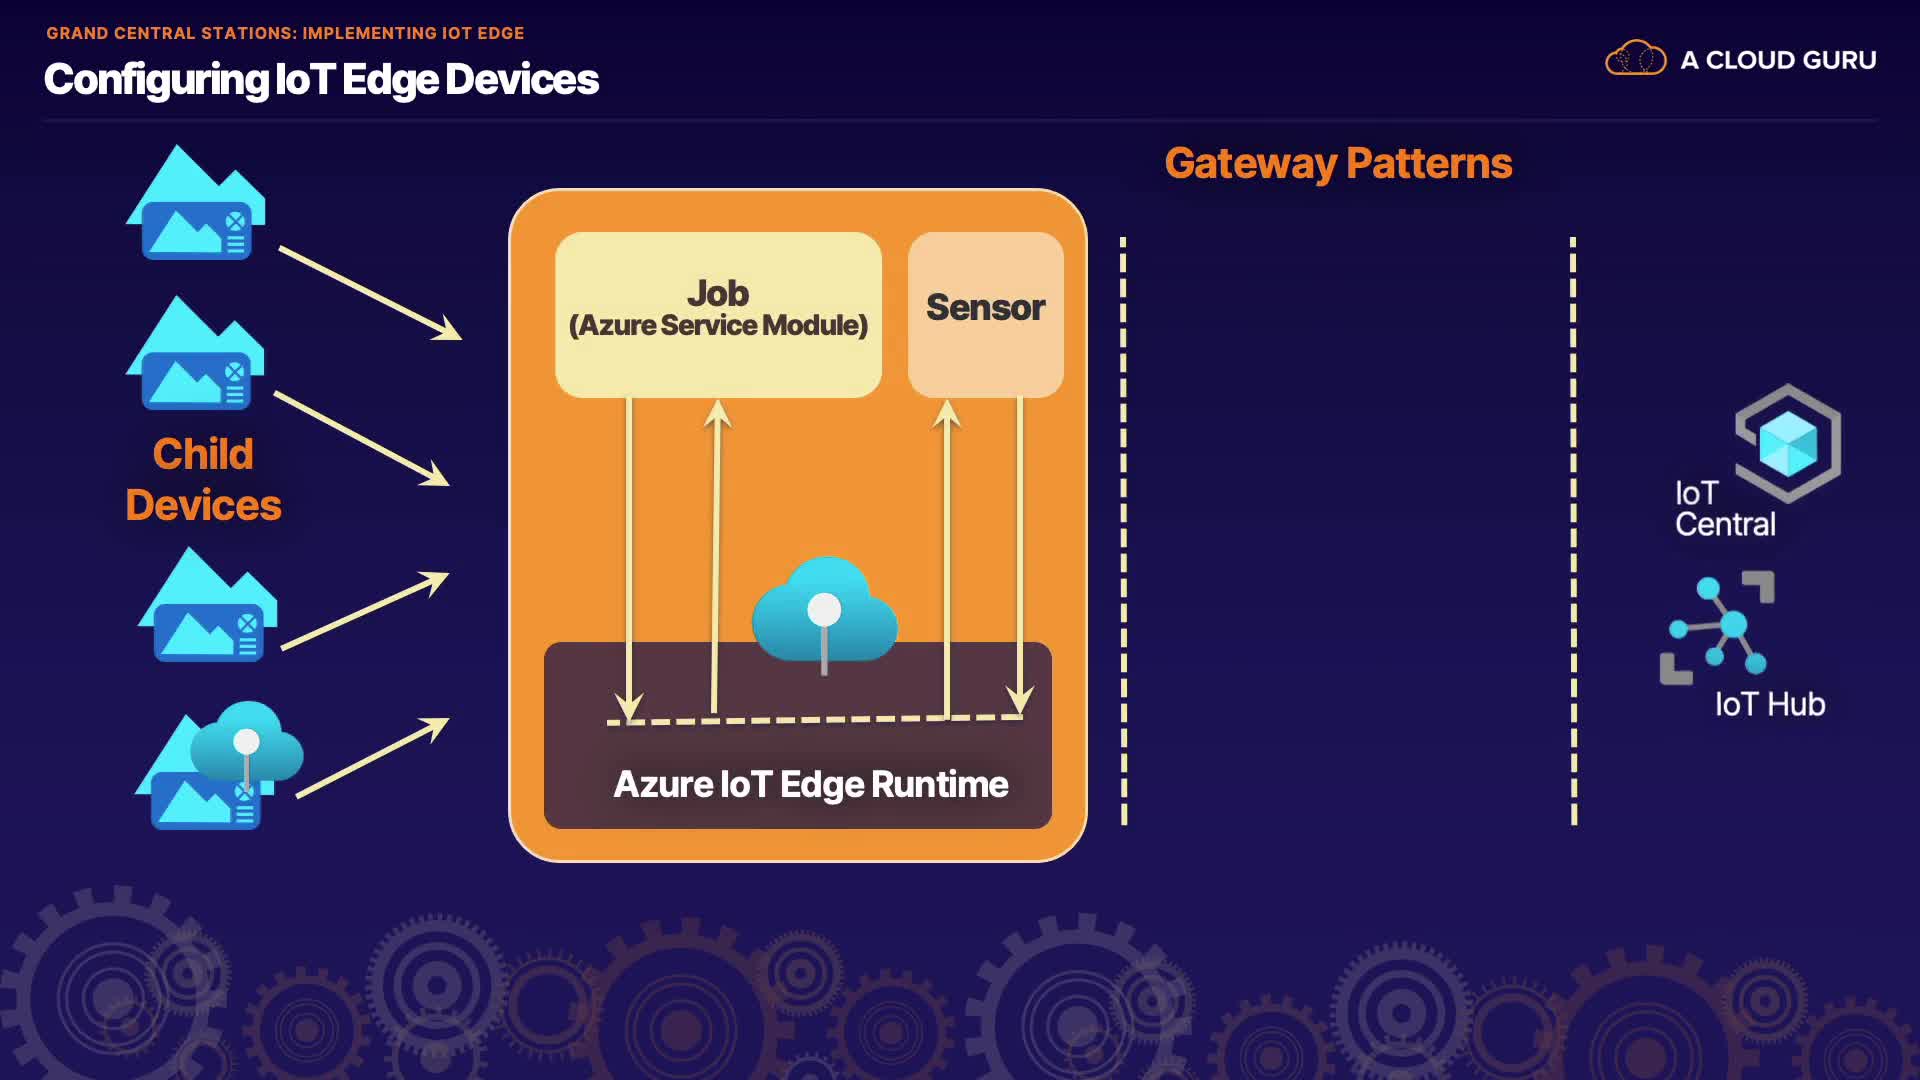 GRAND CENTRAL STATIONS: IMPLEMENTING IOT EDGE
Configuring IoT Edge Devices
A CLOUD GURU
Gateway Patterns
Job
(Azure Service Module)
Sensor
Child
Devices
IoT
Central
IoT Hub
Azure IoT Edge Runtime